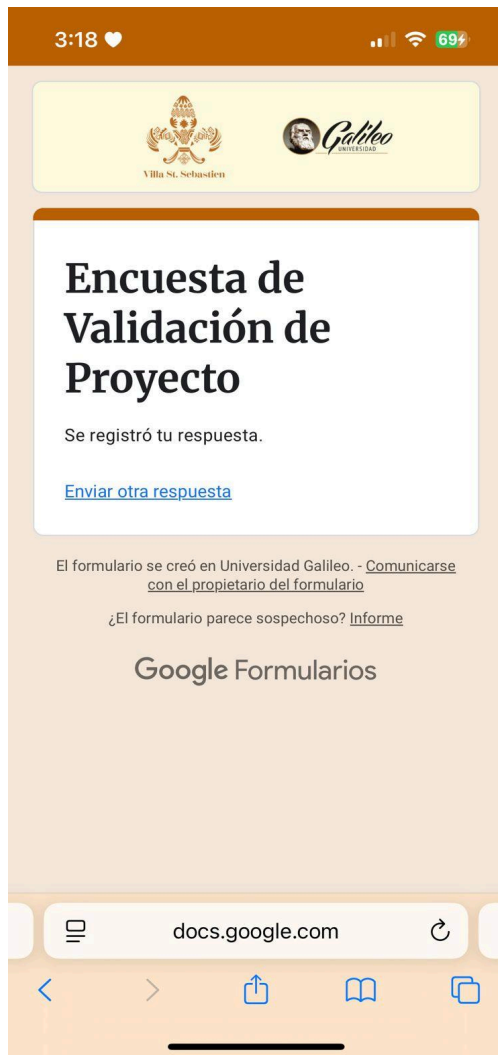 3:18
69
Villa St. Sebastien
Galileo
UNIVERSIDAD
Encuesta de
Validación de
Proyecto
Se registró tu respuesta.
Enviar otra respuesta
El formulario se creó en Universidad Galileo. - Comunicarse
con el propietario del formulario
¿El formulario parece sospechoso? Informe
Google Formularios
docs.google.com